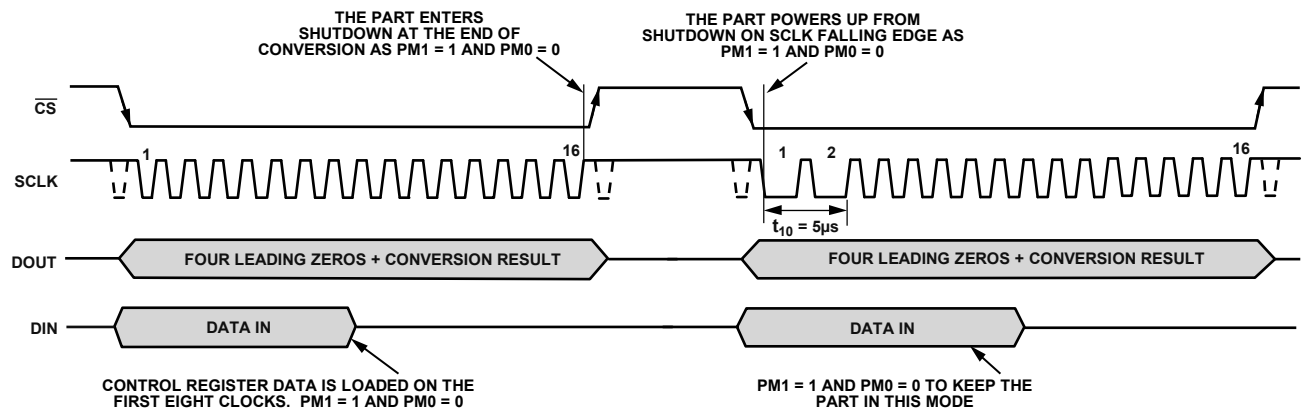 THE PART ENTERS
SHUTDOWN AT THE END OF
CONVERSION AS PM1 = 1 AND PM0 = 0
THE PART POWERS UP FROM
SHUTDOWN ON SCLK FALLING EDGE AS
PM1 = 1 AND PM0 = 0
CS
SCLK
1
16
1
2
16
t10 = 5µs
DOUT
FOUR LEADING ZEROS + CONVERSION RESULT
FOUR LEADING ZEROS + CONVERSION RESULT
DIN
DATA IN
DATA IN
CONTROL REGISTER DATA IS LOADED ON THE
FIRST EIGHT CLOCKS. PM1 = 1 AND PM0 = 0
PM1 = 1 AND PM0 = 0 TO KEEP THE
PART IN THIS MODE